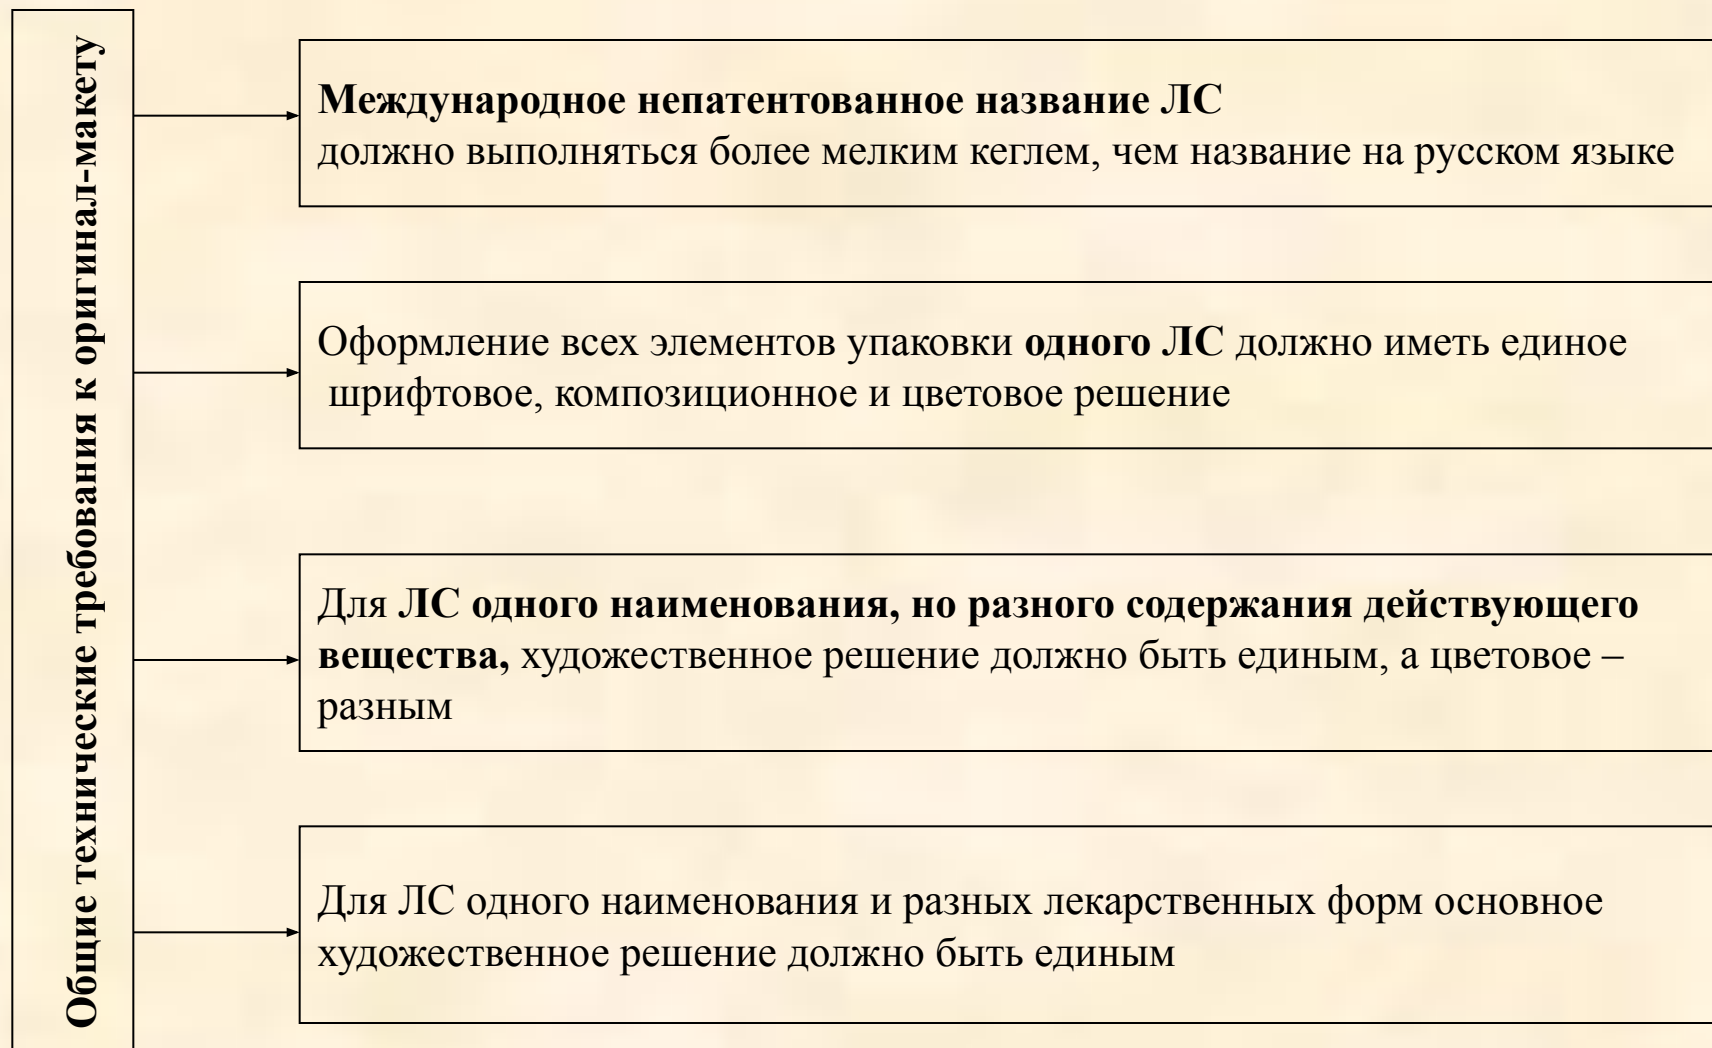 Общие технические требования к оригинал-макету
Международное непатентованное название ЛС
должно выполняться более мелким кеглем, чем название на русском языке
Оформление всех элементов упаковки одного ЛС должно иметь единое
шрифтовое, композиционное и цветовое решение
Для ЛС одного наименования, но разного содержания действующего
вещества, художественное решение должно быть единым, а цветовое –
разным
Для ЛС одного наименования и разных лекарственных форм основное
художественное решение должно быть единым